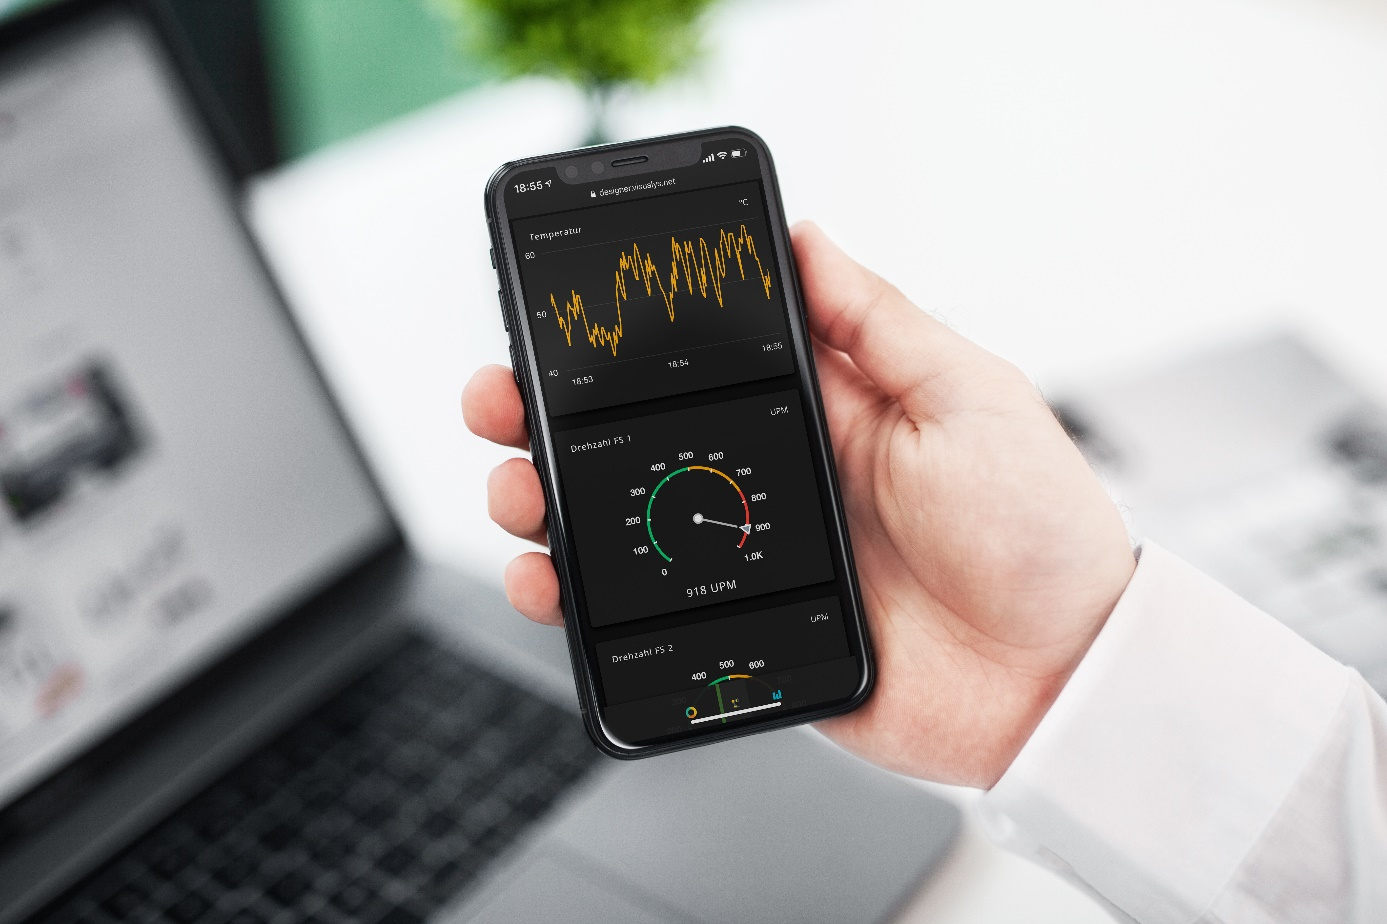 18:55
designer.visualys.net
Temperatur
°C
60
50
40
18:53
18:54
18:55
Drehzahl FS 1
UPM
0
100
200
300
400
500
600
700
800
900
1.0K
918 UPM
Drehzahl FS 2
UPM
400
500
600